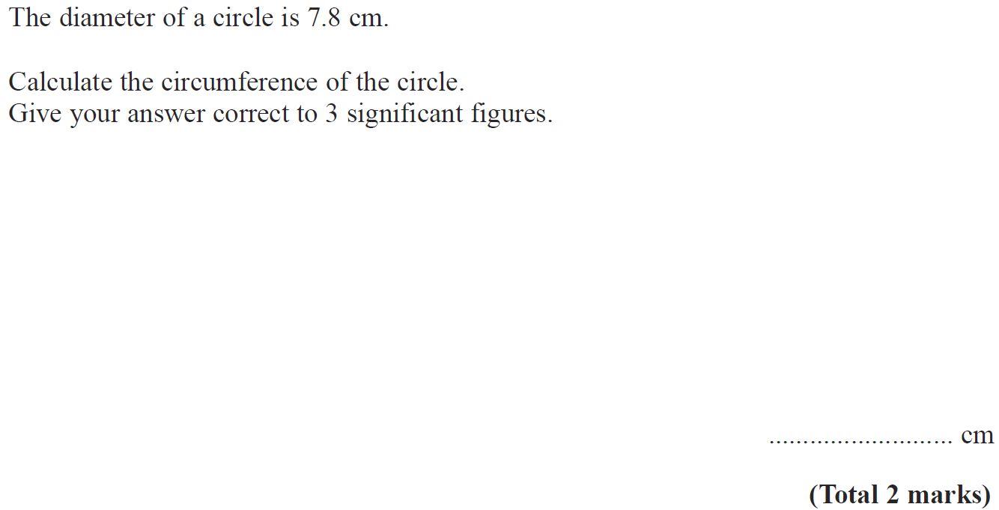 The diameter of a circle is 7.8 cm.
Calculate the circumference of the circle.
Give your answer correct to 3 significant figures.
........................... cm
(Total 2 marks)